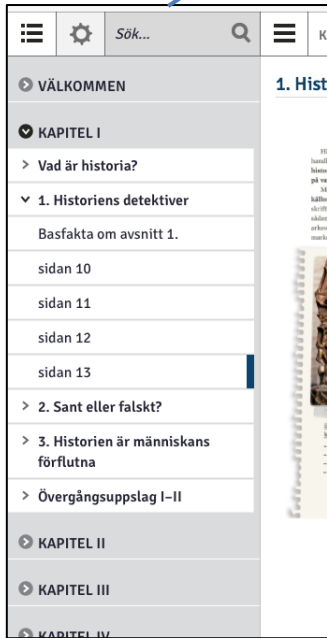 Sök...
K
VÄLKOMMEN
1. Hist
KAPITEL I
Vad är historia?
1. Historiens detektiver
Basfakta om avsnitt 1.
sidan 10
sidan 11
sidan 12
sidan 13
2. Sant eller falskt?
3. Historien är människans
förflutna
Övergångsuppslag I–II
KAPITEL II
KAPITEL III
KAPITEL IV